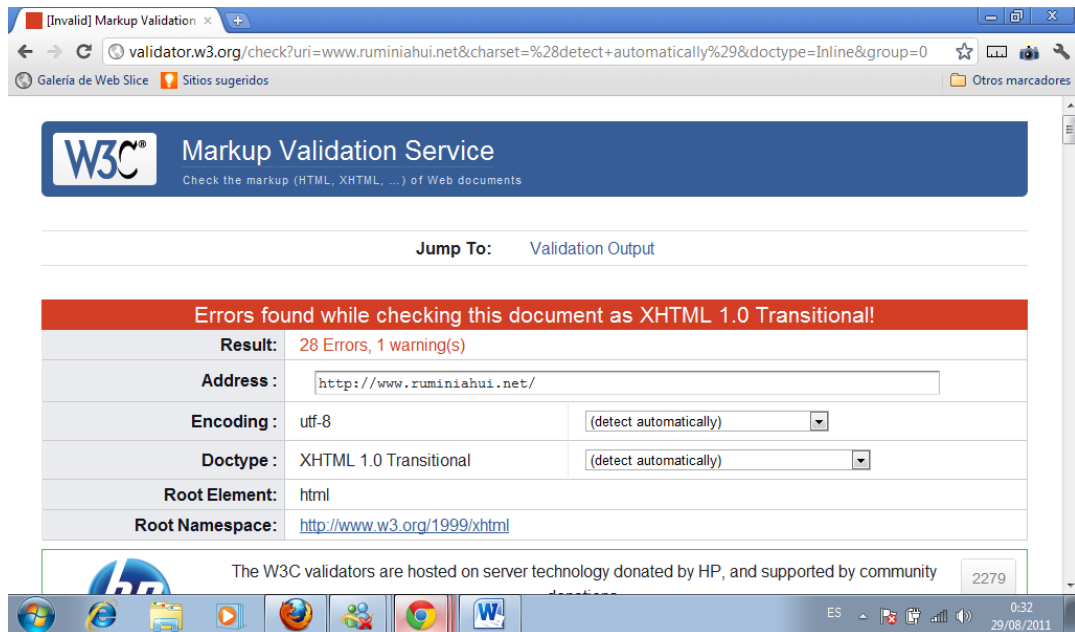 [Invalid] Markup Validation
validator.w3.org/check?uri=www.ruminiahui.net&charset=%28detect+automatically%29&doctype=Inline&group=0
Galería de Web Slice Sitios sugeridos Otros marcadores
W3C® Markup Validation Service
Check the markup (HTML, XHTML, ...) of Web documents
Jump To: Validation Output
Errors found while checking this document as XHTML 1.0 Transitional!
Result: 28 Errors, 1 warning(s)
Address : http://www.ruminiahui.net/
Encoding : utf-8 (detect automatically)
Doctype : XHTML 1.0 Transitional (detect automatically)
Root Element: html
Root Namespace: http://www.w3.org/1999/xhtml
hp The W3C validators are hosted on server technology donated by HP, and supported by community 2279
donations
W ES 0:32
29/08/2011